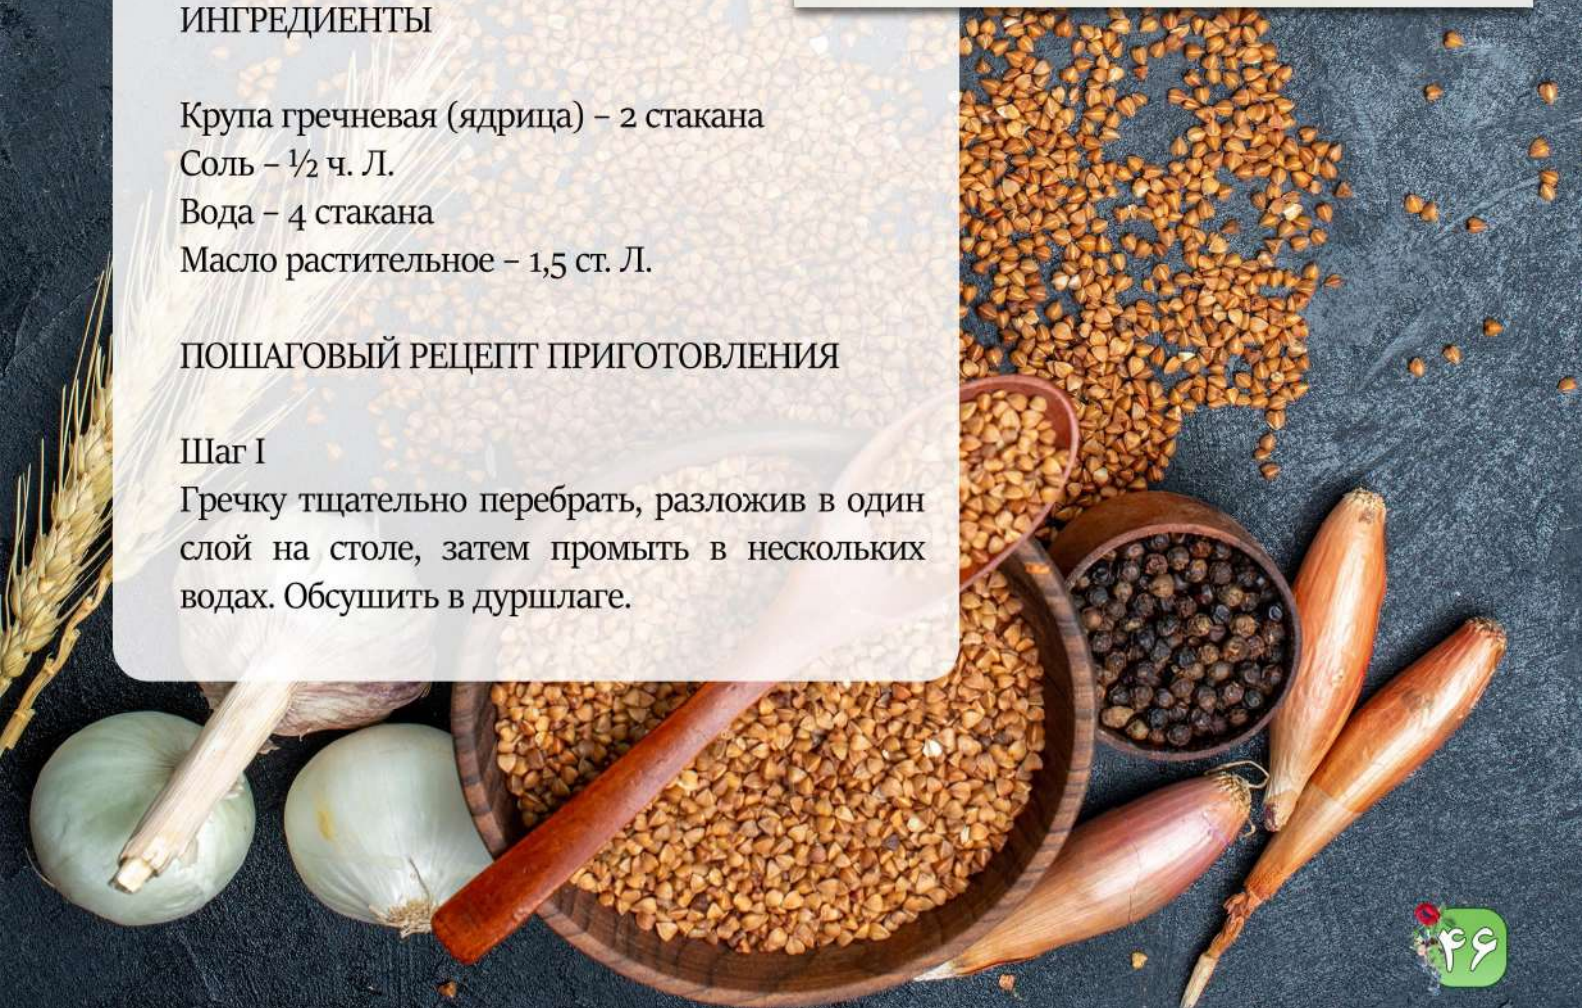 ИНГРЕДИЕНТЫ
Крупа гречневая (ядрица) – 2 стакана
Соль – ½ ч. Л.
Вода – 4 стакана
Масло растительное – 1,5 ст. Л.
ПОШАГОВЫЙ РЕЦЕПТ ПРИГОТОВЛЕНИЯ
Шаг I
Гречку тщательно перебрать, разложив в один
слой на столе, затем промыть в нескольких
водах. Обсушить в дуршлаге.
۴۶